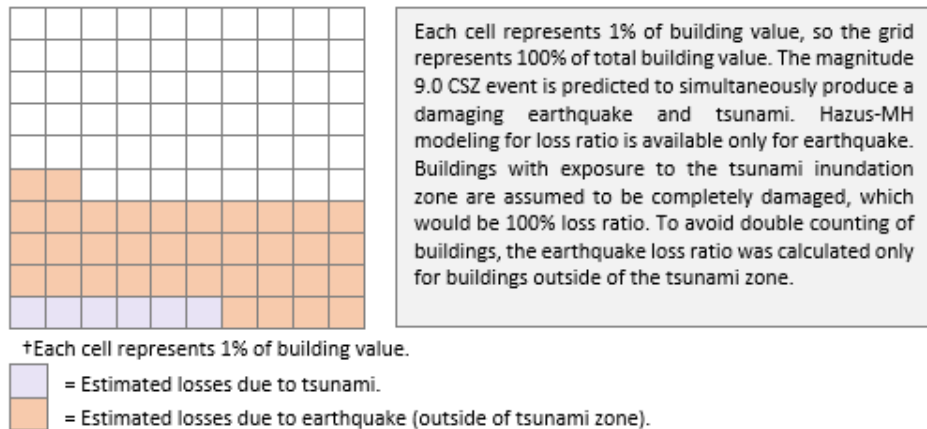 Each cell represents 1% of building value, so the grid
represents 100% of total building value. The magnitude
9.0 CSZ event is predicted to simultaneously produce a
damaging earthquake and tsunami. Hazus-MH
modeling for loss ratio is available only for earthquake.
Buildings with exposure to the tsunami inundation
zone are assumed to be completely damaged, which
would be 100% loss ratio. To avoid double counting of
buildings, the earthquake loss ratio was calculated only
for buildings outside of the tsunami zone.
†Each cell represents 1% of building value.
= Estimated losses due to tsunami.
= Estimated losses due to earthquake (outside of tsunami zone).